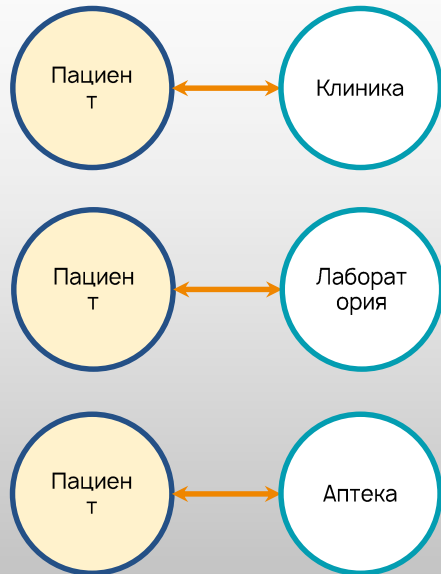 Пациен
т
Клиника
Пациен
т
Лаборат
ория
Пациен
т
Аптека